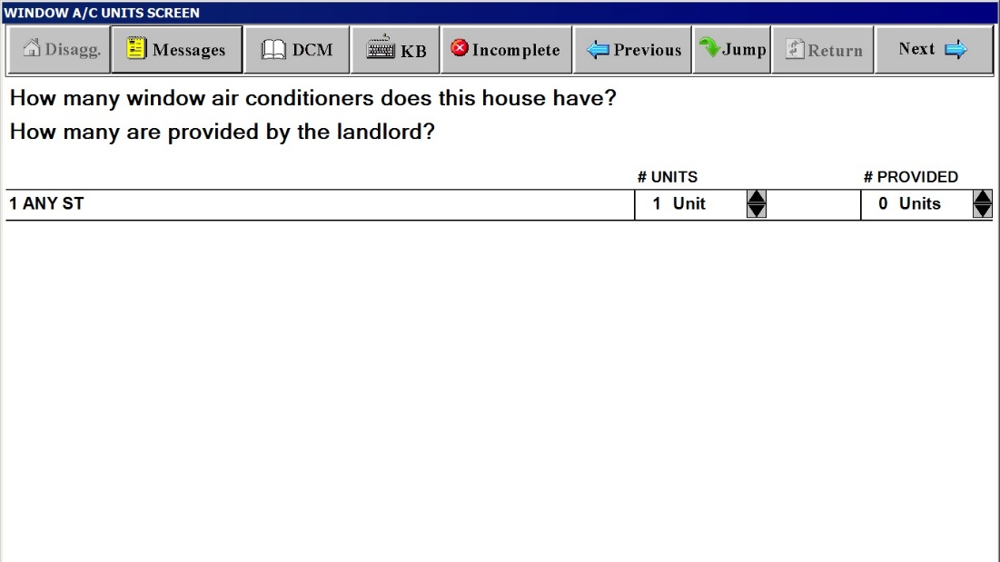 WINDOW A/C UNITS SCREEN
Disagg. Messages DCM KB Incomplete Previous Jump Return Next
How many window air conditioners does this house have?
How many are provided by the landlord?
# UNITS # PROVIDED
1 ANY ST 1 Unit 0 Units